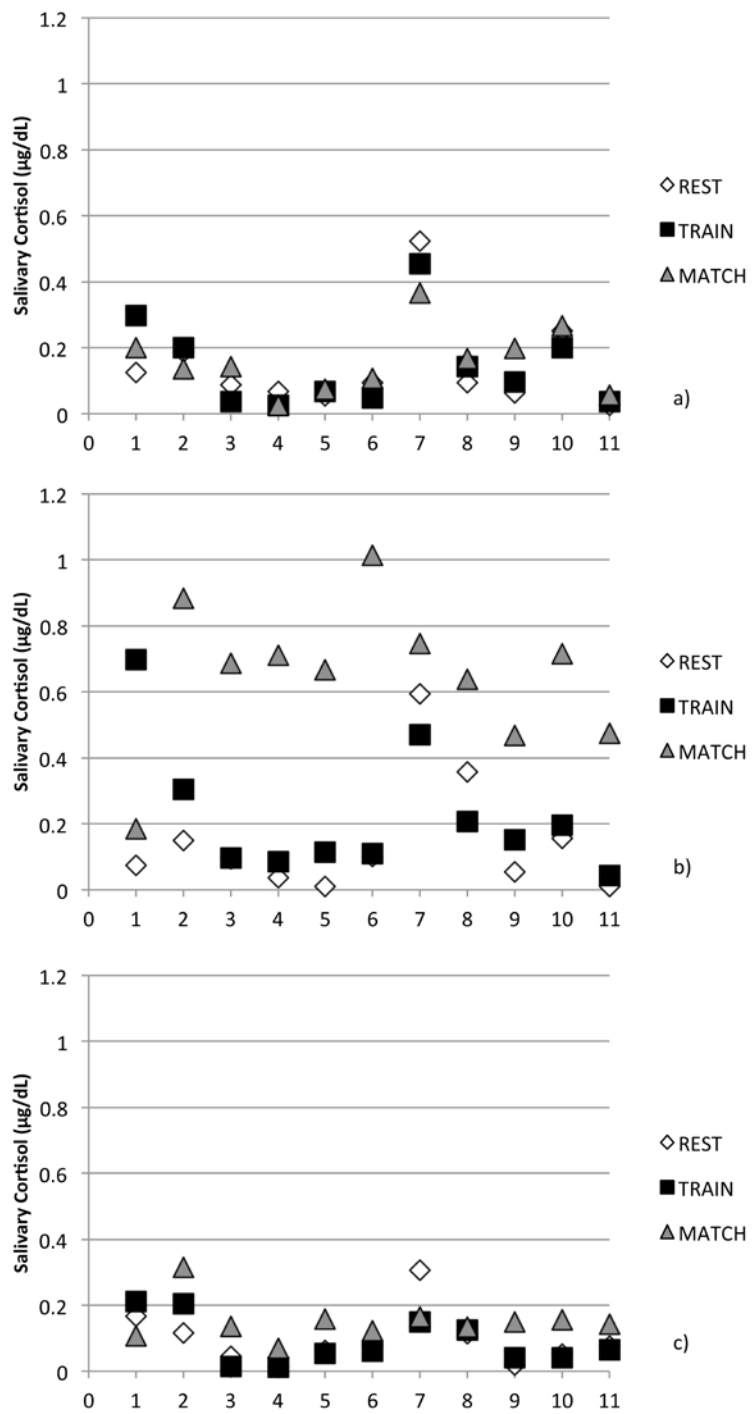 1.2
1
0.8
0.6
0.4
0.2
0
Salivary Cortisol (µg/dL)
REST
TRAIN
MATCH
a)
0 1 2 3 4 5 6 7 8 9 10 11
1.2
1
0.8
0.6
0.4
0.2
0
Salivary Cortisol (µg/dL)
REST
TRAIN
MATCH
b)
0 1 2 3 4 5 6 7 8 9 10 11
1.2
1
0.8
0.6
0.4
0.2
0
Salivary Cortisol (µg/dL)
REST
TRAIN
MATCH
c)
0 1 2 3 4 5 6 7 8 9 10 11